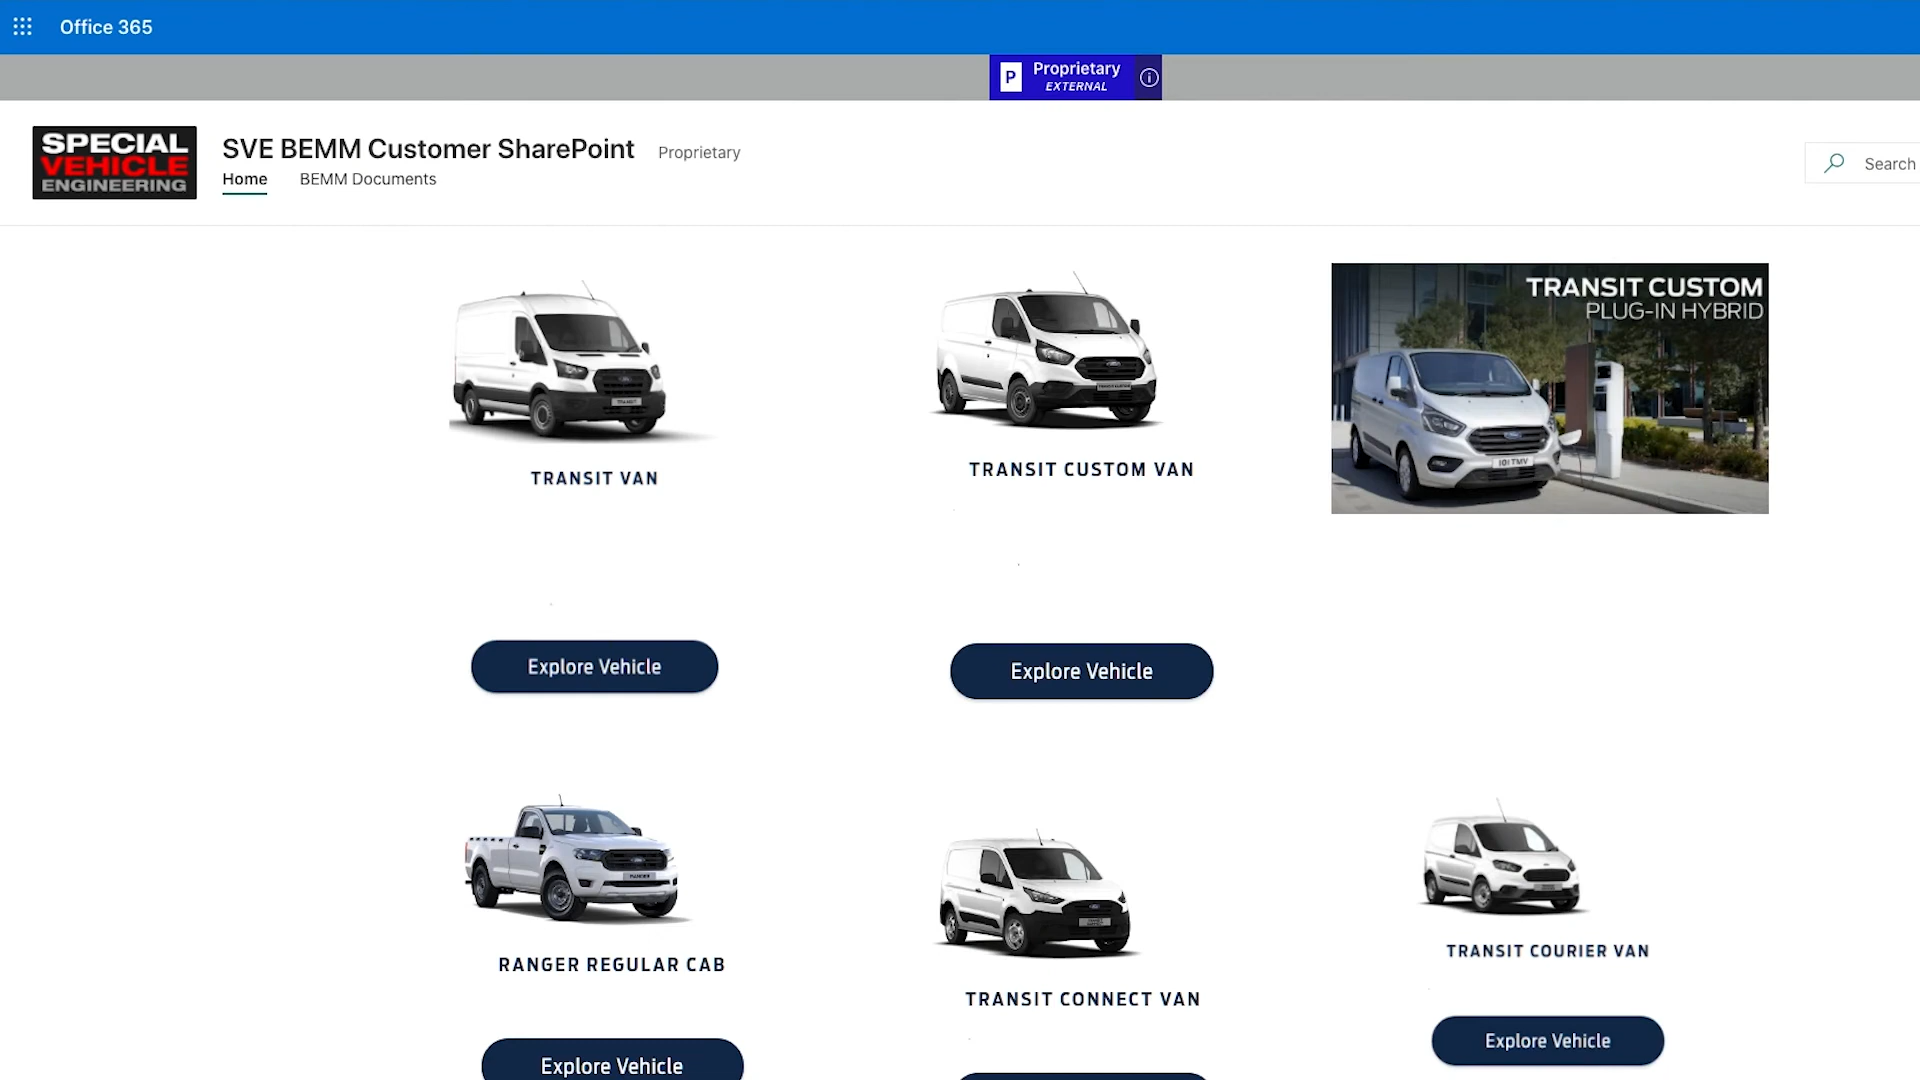 Office 365
P
Proprietary
EXTERNAL
SPECIAL
VEHICLE
ENGINEERING
SVE BEMM Customer SharePoint
Proprietary
Home
BEMM Documents
Search
TRANSIT CUSTOM
PLUG-IN HYBRID
101 TMV
TRANSIT VAN
TRANSIT CUSTOM VAN
Explore Vehicle
Explore Vehicle
RANGER REGULAR CAB
TRANSIT CONNECT VAN
TRANSIT COURIER VAN
Explore Vehicle
Explore Vehicle